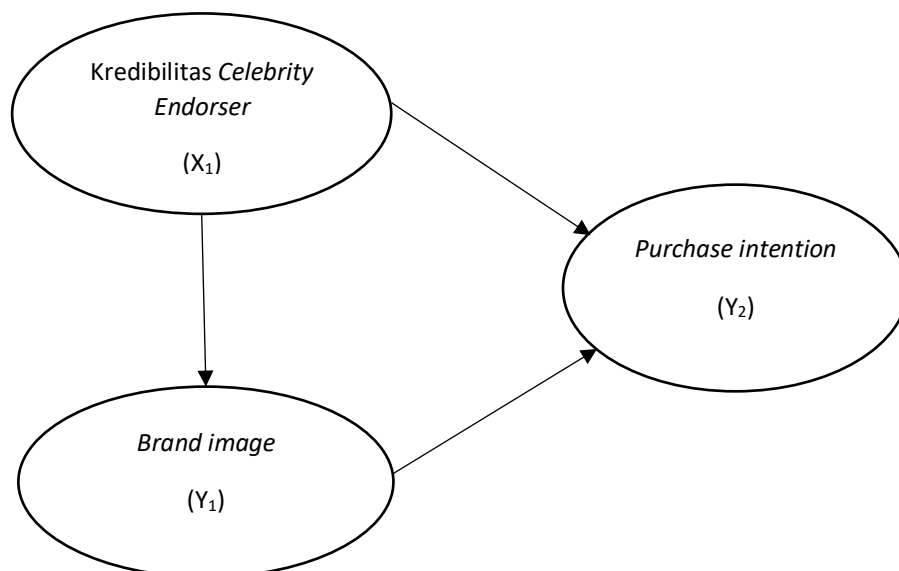 Kredibilitas Celebrity
Endorser
(X₁)
Purchase intention
(Y₂)
Brand image
(Y₁)